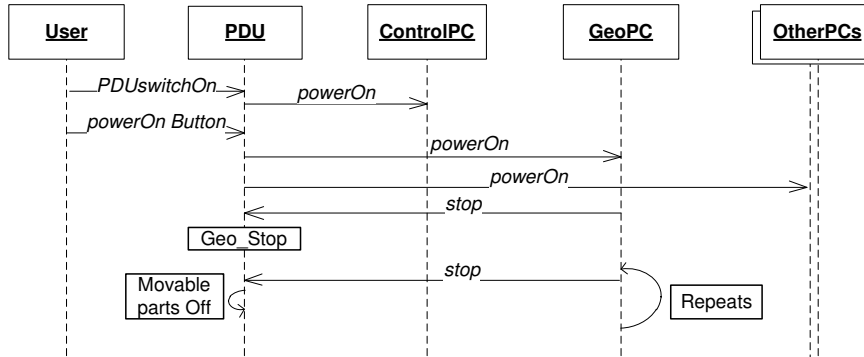 User
PDU
ControlPC
GeoPC
OtherPCs
PDUswitchOn
powerOn
powerOn Button
powerOn
powerOn
stop
Geo_Stop
stop
Movable
parts Off
Repeats